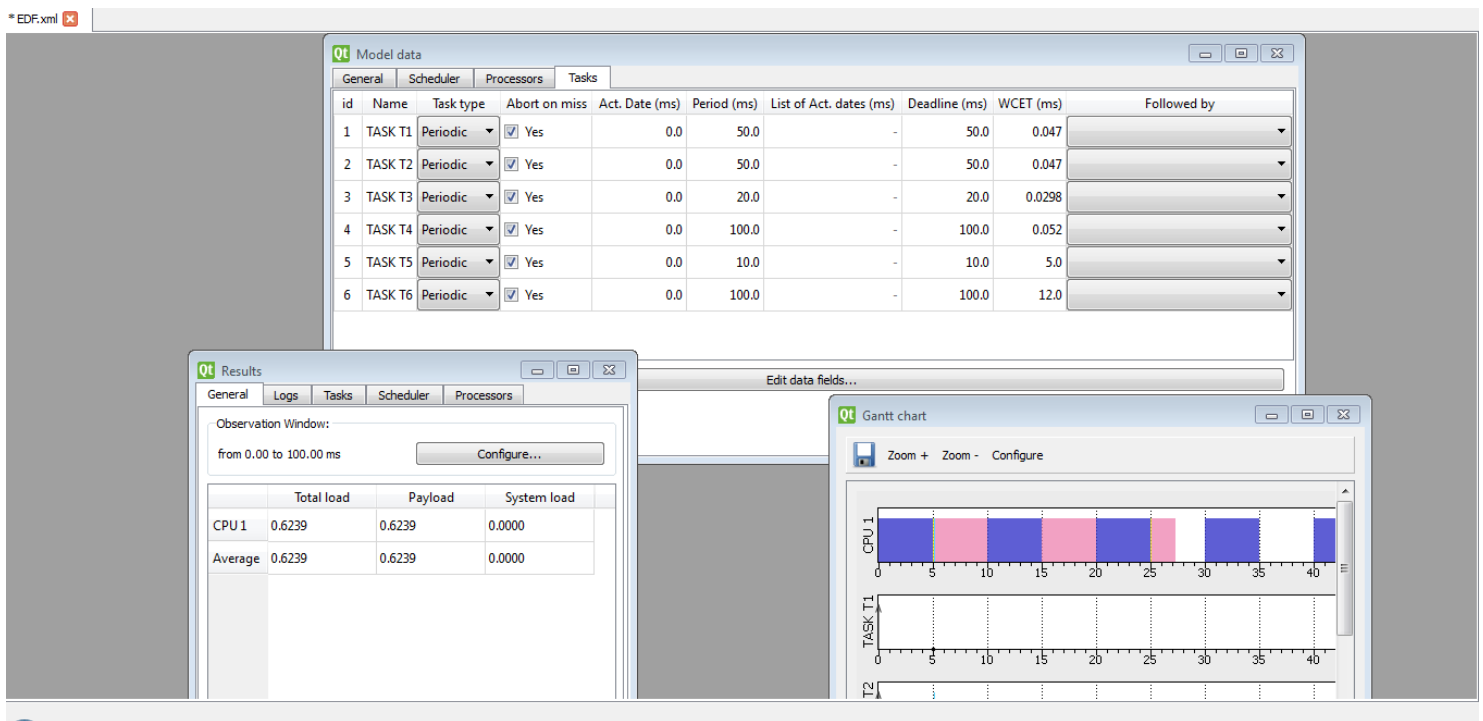 * EDF.xml
Qt Model data
General Scheduler Processors Tasks
id Name Task type Abort on miss Act. Date (ms) Period (ms) List of Act. dates (ms) Deadline (ms) WCET (ms) Followed by
1 TASK T1 Periodic Yes 0.0 50.0 - 50.0 0.047
2 TASK T2 Periodic Yes 0.0 50.0 - 50.0 0.047
3 TASK T3 Periodic Yes 0.0 20.0 - 20.0 0.0298
4 TASK T4 Periodic Yes 0.0 100.0 - 100.0 0.052
5 TASK T5 Periodic Yes 0.0 10.0 - 10.0 5.0
6 TASK T6 Periodic Yes 0.0 100.0 - 100.0 12.0
Edit data fields...
Qt Results
General Logs Tasks Scheduler Processors
Observation Window:
from 0.00 to 100.00 ms Configure...
Total load Payload System load
CPU 1 0.6239 0.6239 0.0000
Average 0.6239 0.6239 0.0000
Qt Gantt chart
Zoom + Zoom - Configure
CPU 1
0 5 10 15 20 25 30 35 40
TASK T1
0 5 10 15 20 25 30 35 40
T2